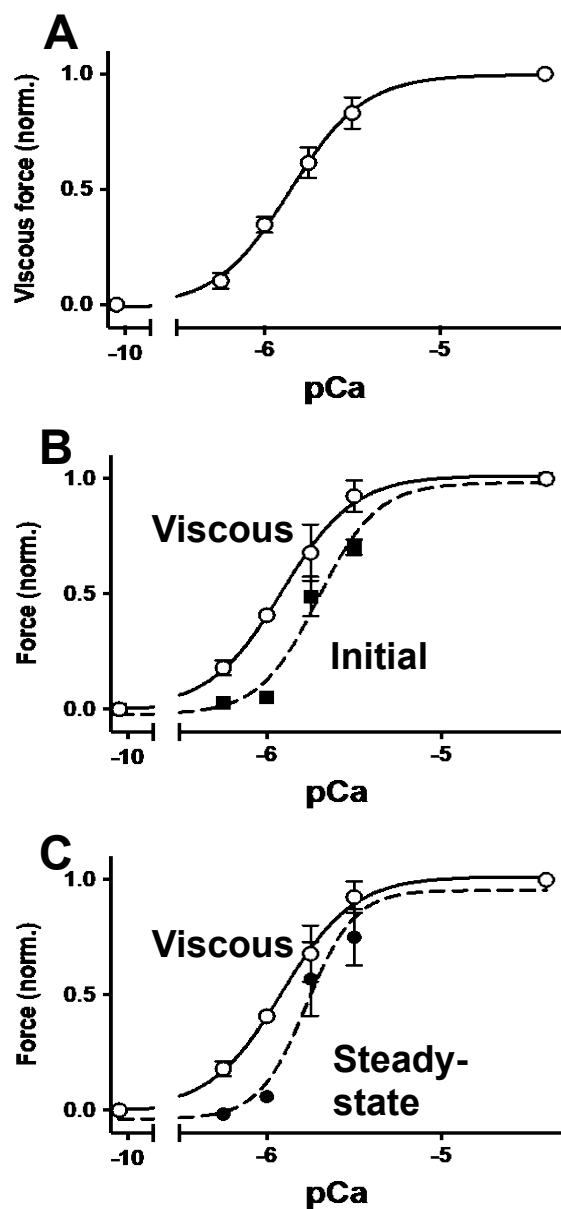 A
Viscous force (norm.)
1.0
0.5
0.0
-10
-6
-5
pCa
B
Force (norm.)
1.0
Viscous
0.5
Initial
0.0
-10
-6
-5
pCa
C
Force (norm.)
1.0
Viscous
0.5
Steady-
state
0.0
-10
-6
-5
pCa